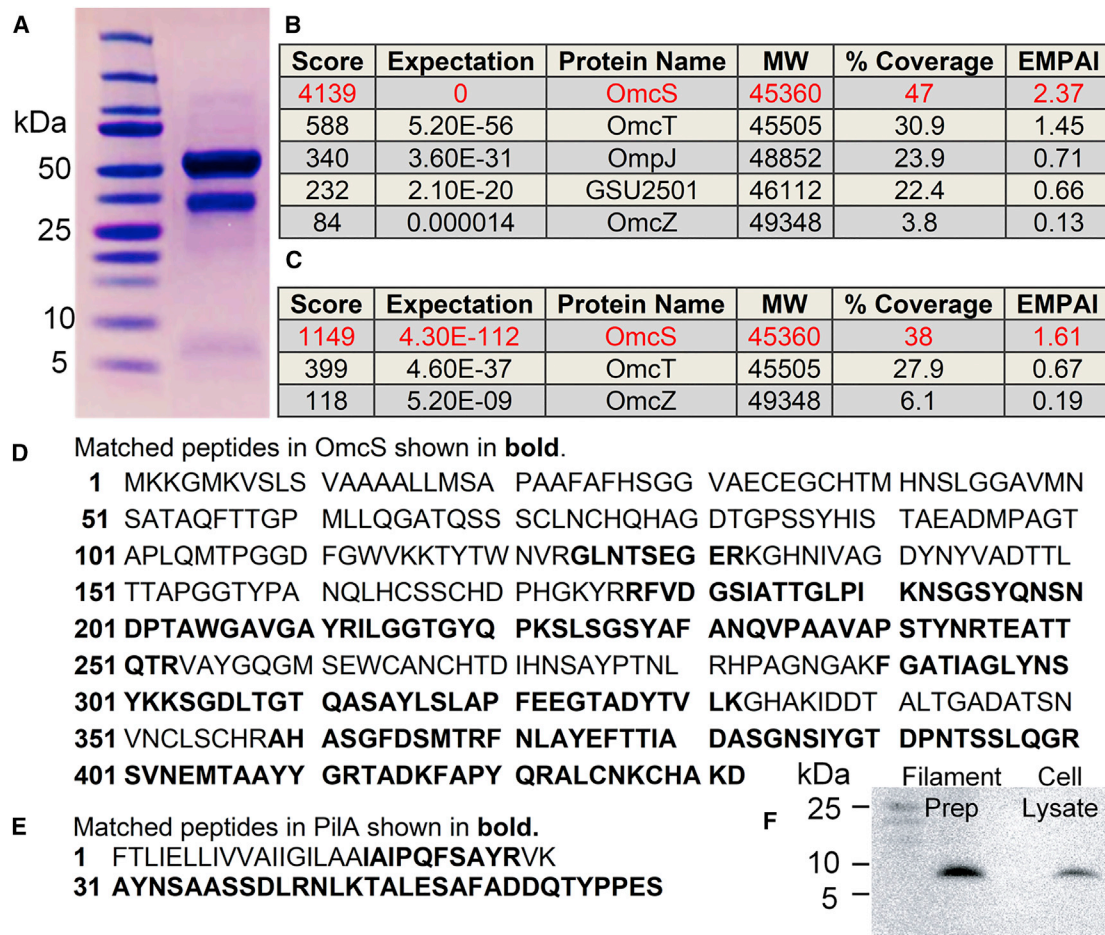 A
kDa
50
25
10
5
B
Score Expectation Protein Name MW % Coverage EMPAI
4139 0 OmcS 45360 47 2.37
588 5.20E-56 OmcT 45505 30.9 1.45
340 3.60E-31 OmpJ 48852 23.9 0.71
232 2.10E-20 GSU2501 46112 22.4 0.66
84 0.000014 OmcZ 49348 3.8 0.13
C
Score Expectation Protein Name MW % Coverage EMPAI
1149 4.30E-112 OmcS 45360 38 1.61
399 4.60E-37 OmcT 45505 27.9 0.67
118 5.20E-09 OmcZ 49348 6.1 0.19
D Matched peptides in OmcS shown in bold.
1 MKKGMKVSLS VAAAALLMSA PAAFAFHSGG VAECEGCHTM HNSLGGAVMN
51 SATAQFTTGP MLLQGATQSS SCLNCHQHAG DTGPSSYHIS TAEADMPAGT
101 APLQMTPGGD FGWVKKTYTW NVRGLNTSEG ERKGHNIVAG DYNYVADTTL
151 TTAPGGTYPA NQLHCSSCHD PHGKYRRFVD GSIATTGLPI KNSGSYQNSN
201 DPTAWGAVGA YRILGGTGYQ PKSLSGSYAF ANQVPAAVAP STYNRTEATT
251 QTRVAYGQGM SEWCANCHTD IHNSAYPTNL RHPAGNGAKF GATIAGLYNS
301 YKKSGDLTGT QASAYLSLAP FEEGTADYTV LKGHAKIDDT ALTGADATSN
351 VNCLSCHRAH ASGFDSMTRF NLAYEFTTIA DASGNSIYGT DPNTSSLQGR
401 SVNEMTAAYY GRTADKFAPY QRALCNKCHA KD
E Matched peptides in PilA shown in bold.
1 FTLIELLIVVAIIGILAAIAIPQFSAYRVK
31 AYNSAASSDLRNLKTALESAFADDQTYPPES
F
kDa Filament Cell
Prep Lysate
25
10
5